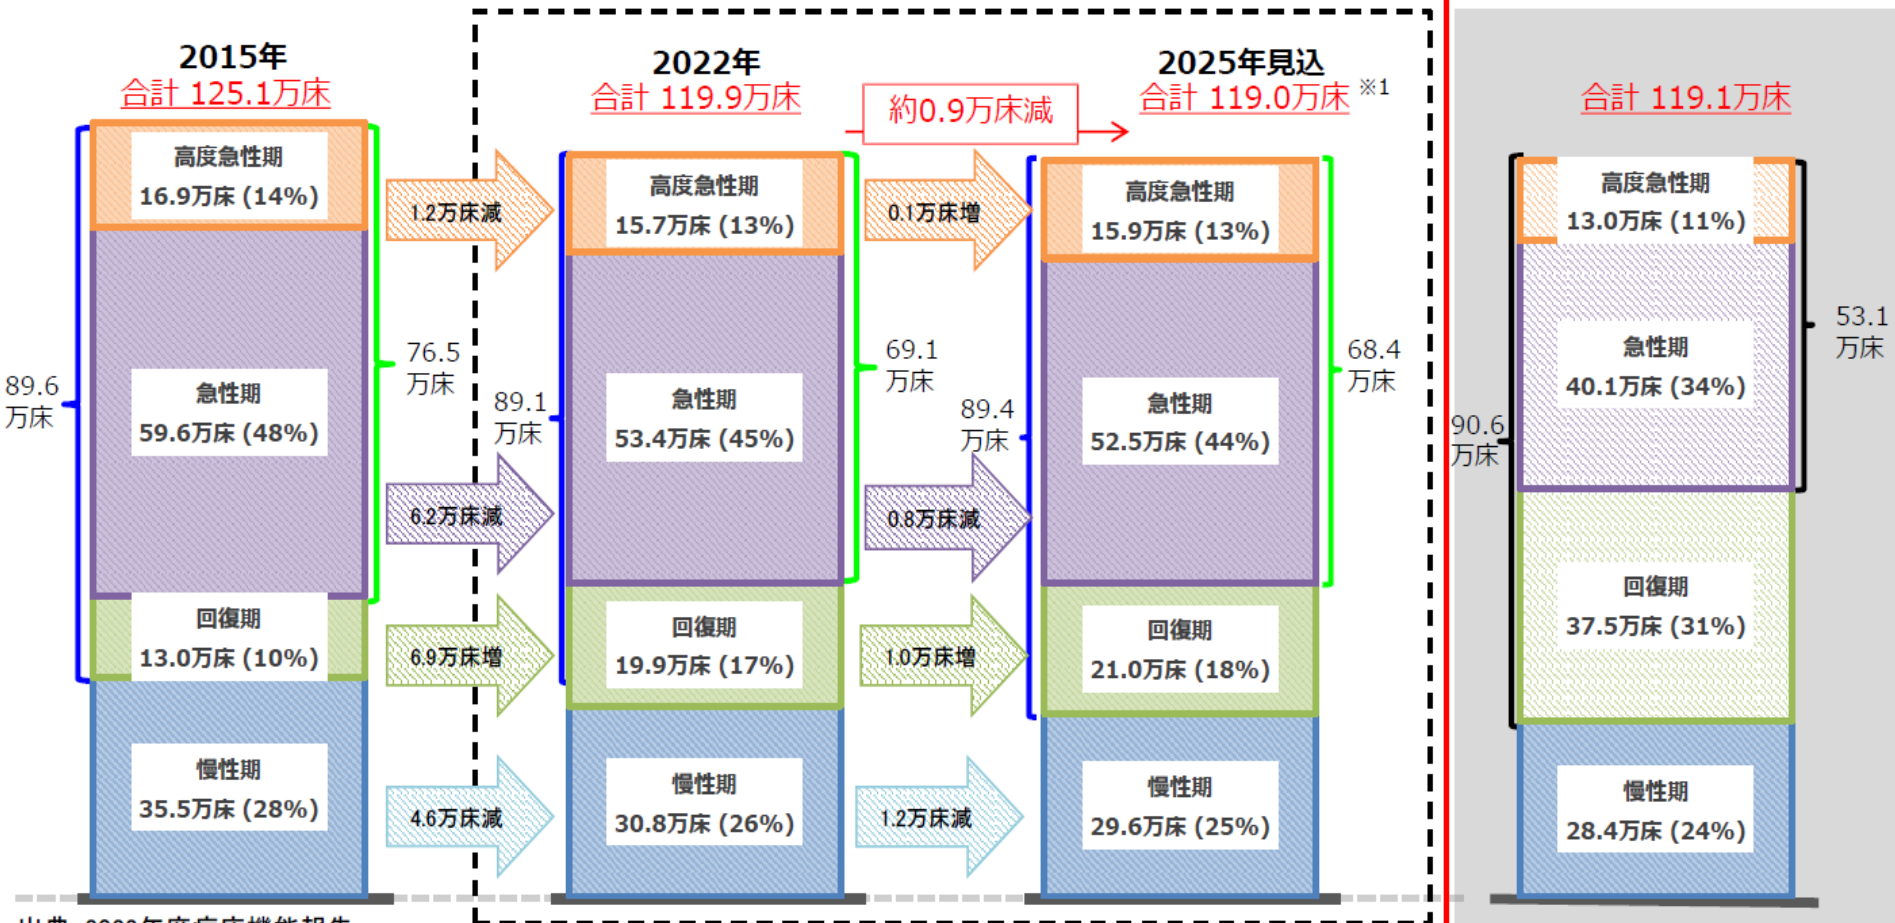 2015年
合計 125.1万床
高度急性期
16.9万床 (14%)
急性期
59.6万床 (48%)
回復期
13.0万床 (10%)
慢性期
35.5万床 (28%)
89.6
万床
76.5
万床
1.2万床減
6.2万床減
6.9万床増
4.6万床減
2022年
合計 119.9万床
高度急性期
15.7万床 (13%)
急性期
53.4万床 (45%)
回復期
19.9万床 (17%)
慢性期
30.8万床 (26%)
89.1
万床
69.1
万床
約0.9万床減
0.1万床増
0.8万床減
1.0万床増
1.2万床減
2025年見込
合計 119.0万床 ※1
高度急性期
15.9万床 (13%)
急性期
52.5万床 (44%)
回復期
21.0万床 (18%)
慢性期
29.6万床 (25%)
89.4
万床
68.4
万床
合計 119.1万床
高度急性期
13.0万床 (11%)
急性期
40.1万床 (34%)
回復期
37.5万床 (31%)
慢性期
28.4万床 (24%)
90.6
万床
53.1
万床